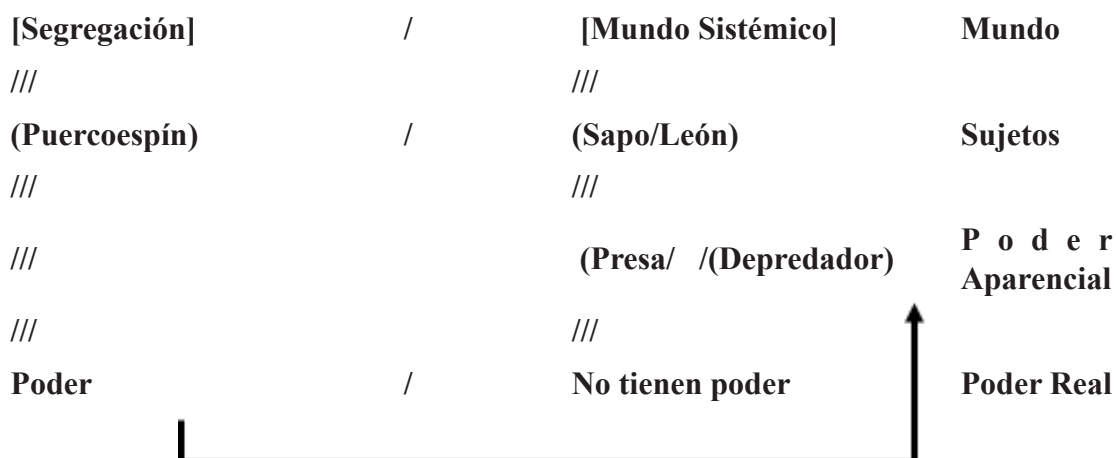 [Segregación] / [Mundo Sistémico] Mundo
/// ///
(Puercoespín) / (Sapo/León) Sujetos
/// ///
/// (Presa/ /(Depredador) Poder
Aparencial
/// ///
Poder / No tienen poder Poder Real